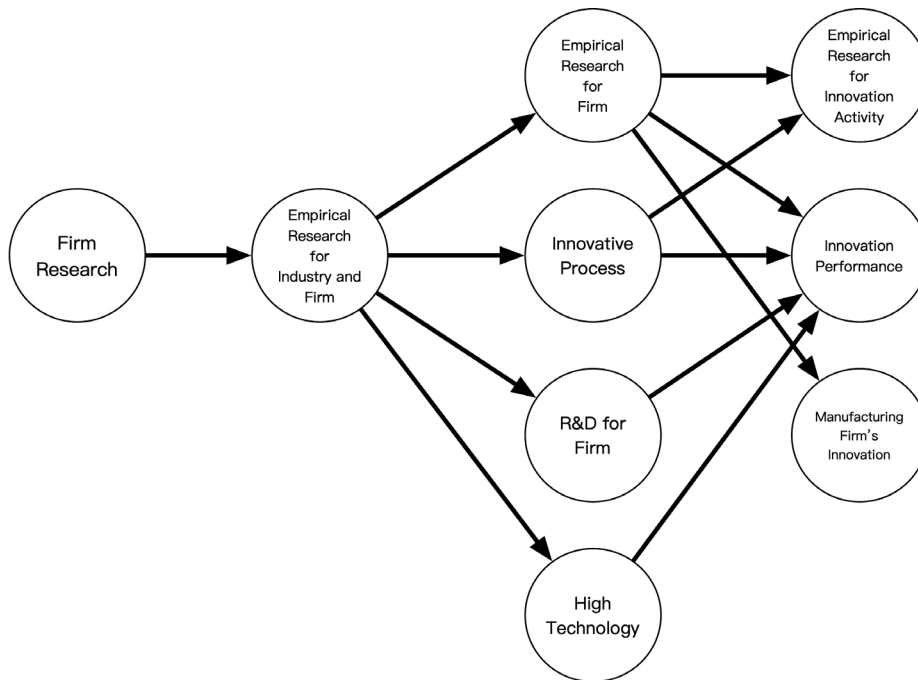 Firm
Research
Empirical
Research
for
Industry and
Firm
Empirical
Research
for
Firm
Innovative
Process
R&D for
Firm
High
Technology
Empirical
Research
for
Innovation
Activity
Innovation
Performance
Manufacturing
Firm's
Innovation